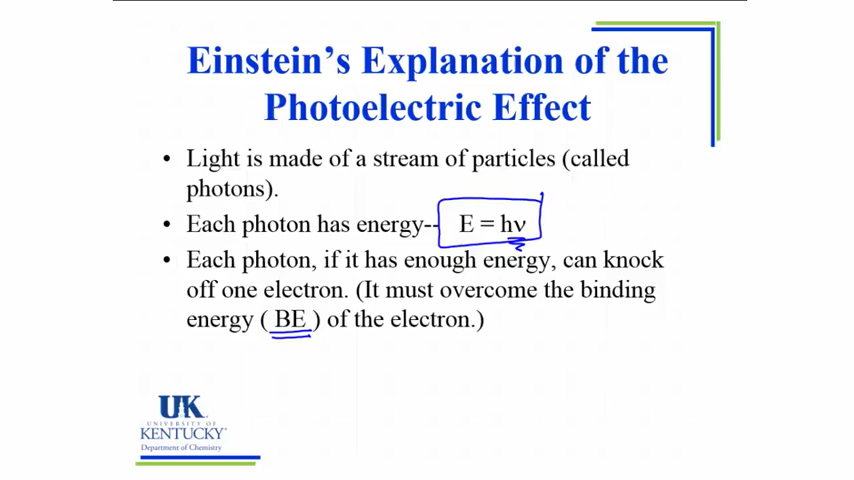 Einstein's Explanation of the
Photoelectric Effect
• Light is made of a stream of particles (called
photons).
• Each photon has energy-- E = hν
• Each photon, if it has enough energy, can knock
off one electron. (It must overcome the binding
energy ( BE ) of the electron.)
UK
UNIVERSITY OF
KENTUCKY
Department of Chemistry